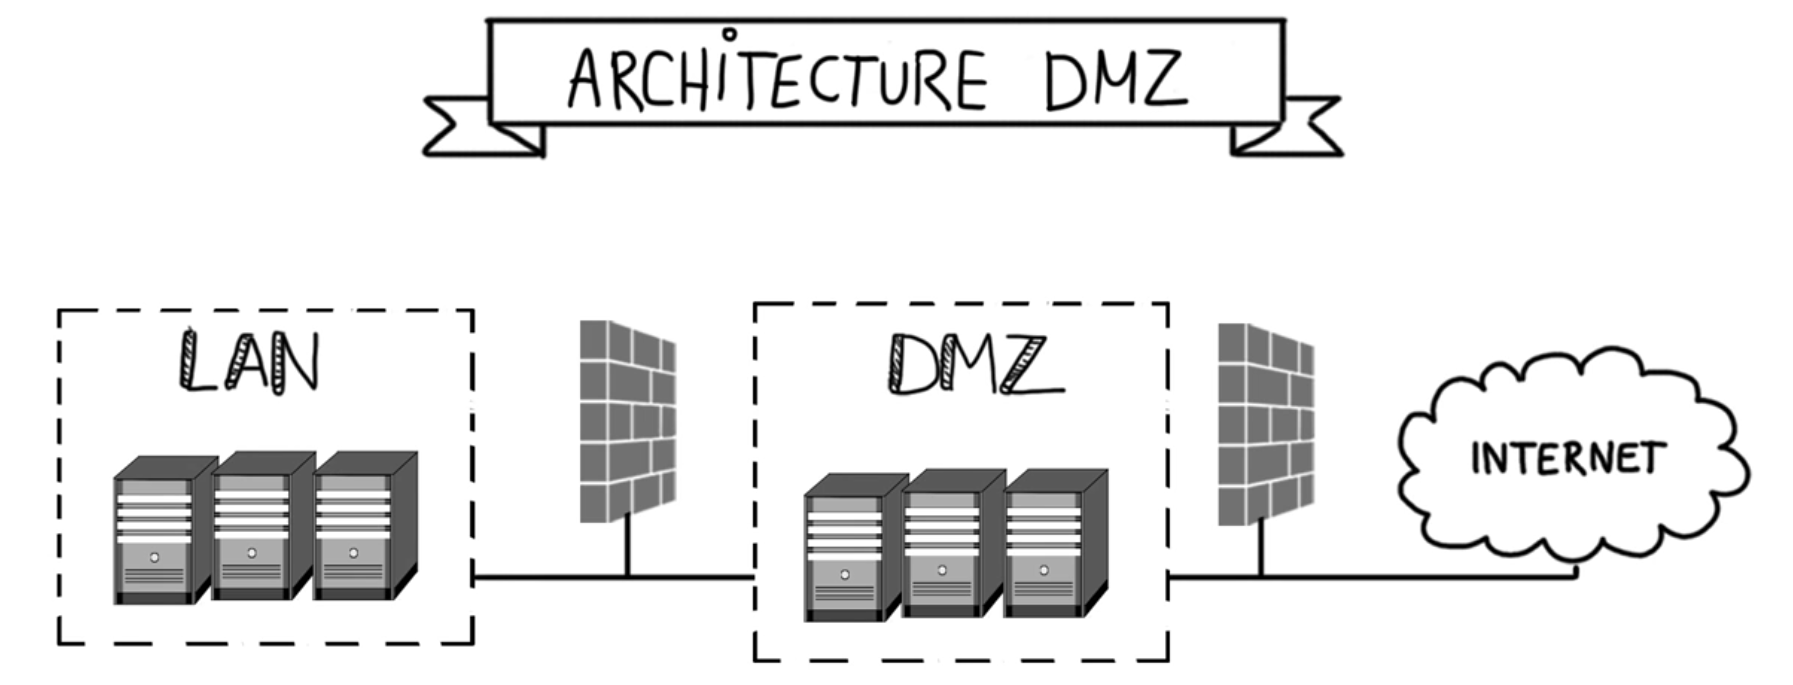 ARCHiTECTURE DMZ
LAN
DMZ
INTERNET